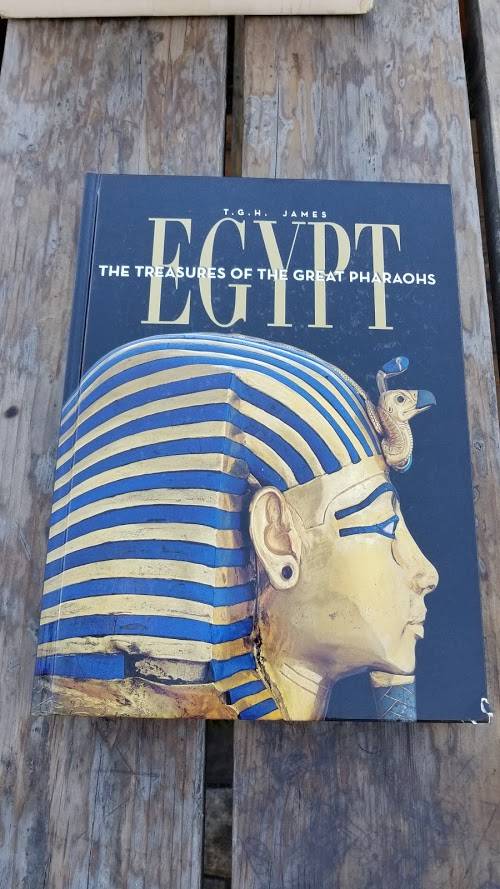 T.G.H. JAMES
EGYPT
THE TREASURES OF THE GREAT PHARAOHS